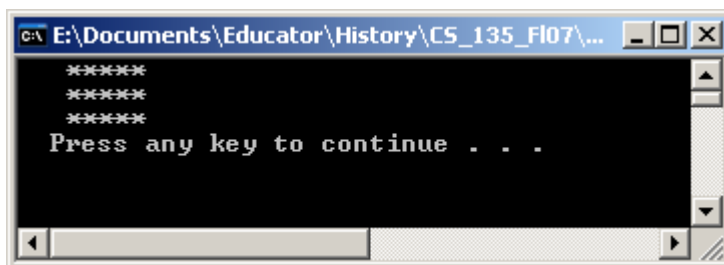 E:\Documents\Educator\History\CS_135_Fl07\...
*****
*****
*****
Press any key to continue . . .